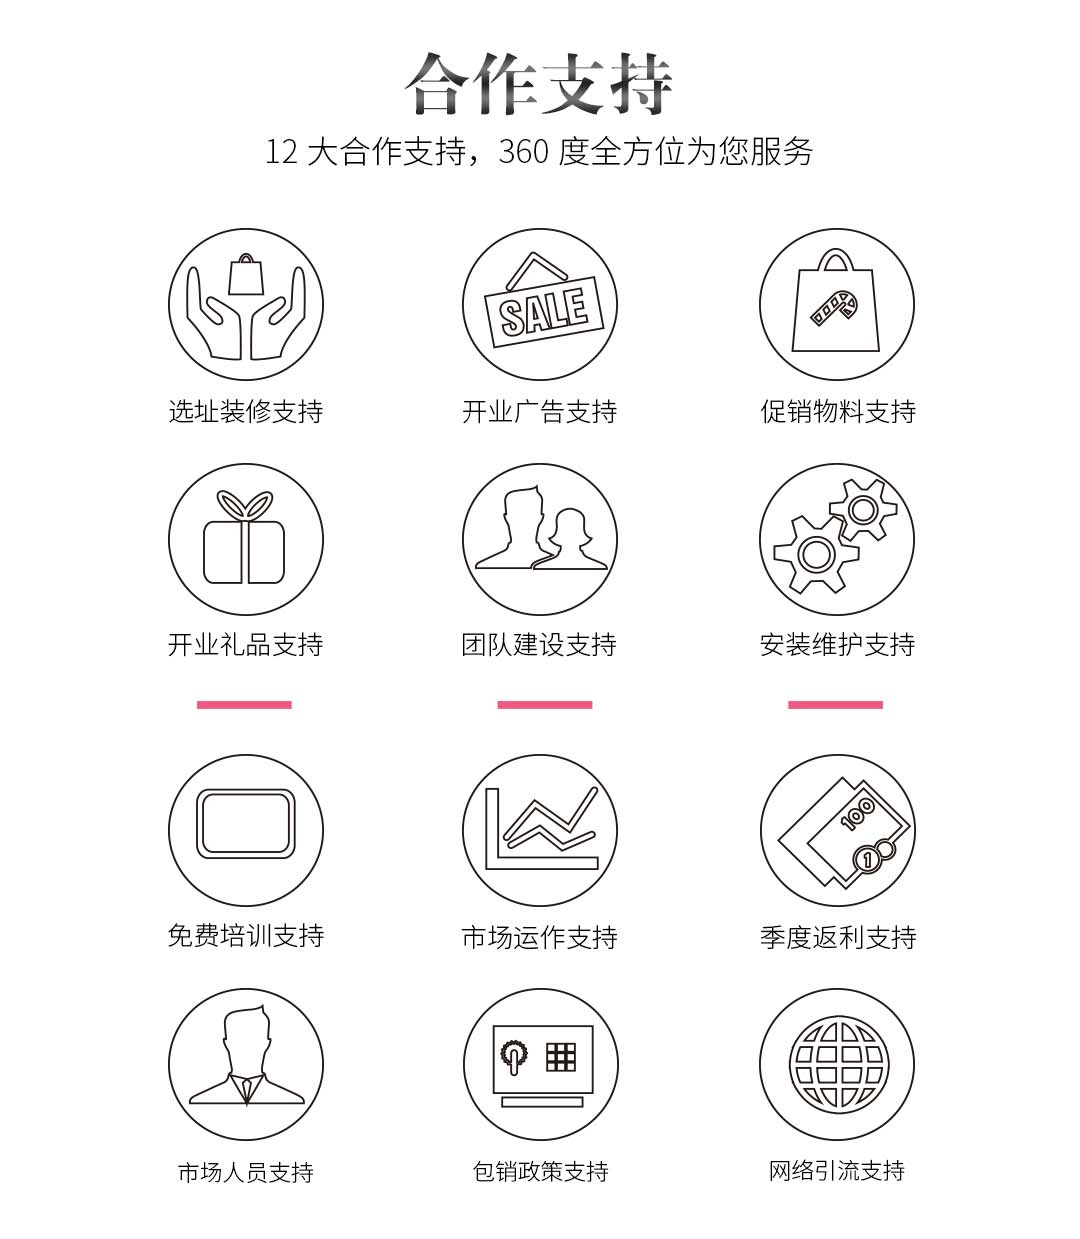 合作支持
12 大合作支持，360 度全方位为您服务
SALE
选址装修支持 开业广告支持 促销物料支持
开业礼品支持 团队建设支持 安装维护支持
100
1
免费培训支持 市场运作支持 季度返利支持
市场人员支持 包销政策支持 网络引流支持